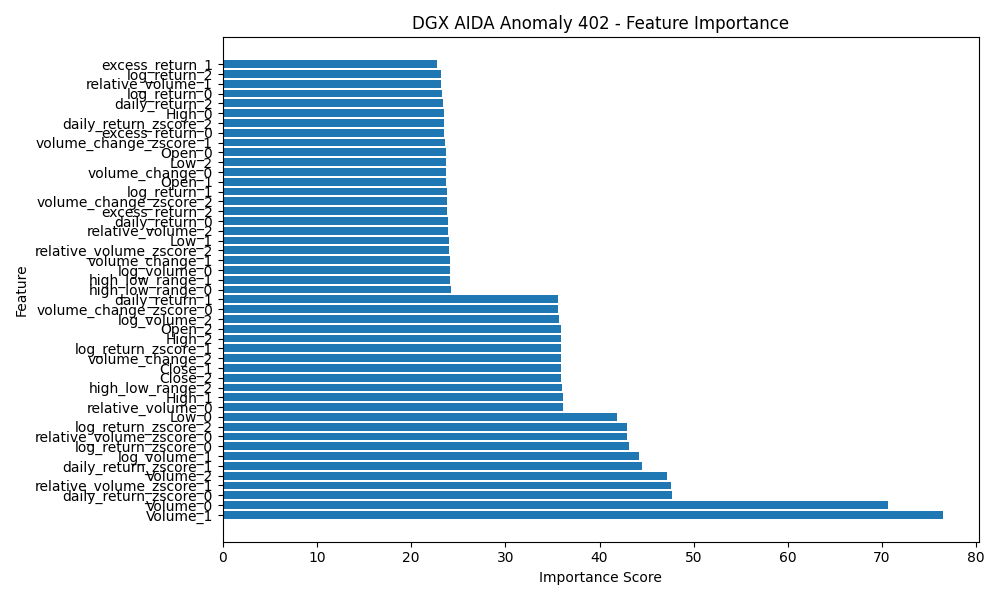 DGX AIDA Anomaly 402 - Feature Importance
excess_return_1
log_return_2
relative_volume_1
log_return_0
daily_return_2
High_0
daily_return_zscore_2
excess_return_0
volume_change_zscore_1
Open_0
Low_2
volume_change_0
Open_1
log_return_1
volume_change_zscore_2
excess_return_2
daily_return_0
relative_volume_2
Low_1
relative_volume_zscore_2
volume_change_1
log_volume_0
high_low_range_1
high_low_range_0
daily_return_1
volume_change_zscore_0
log_volume_2
Open_2
High_2
log_return_zscore_1
volume_change_2
Close_1
Close_2
high_low_range_2
High_1
relative_volume_0
Low_0
log_return_zscore_2
relative_volume_zscore_0
log_return_zscore_0
log_volume_1
daily_return_zscore_1
Volume_2
relative_volume_zscore_1
daily_return_zscore_0
Volume_0
Volume_1
Feature
0 10 20 30 40 50 60 70 80
Importance Score